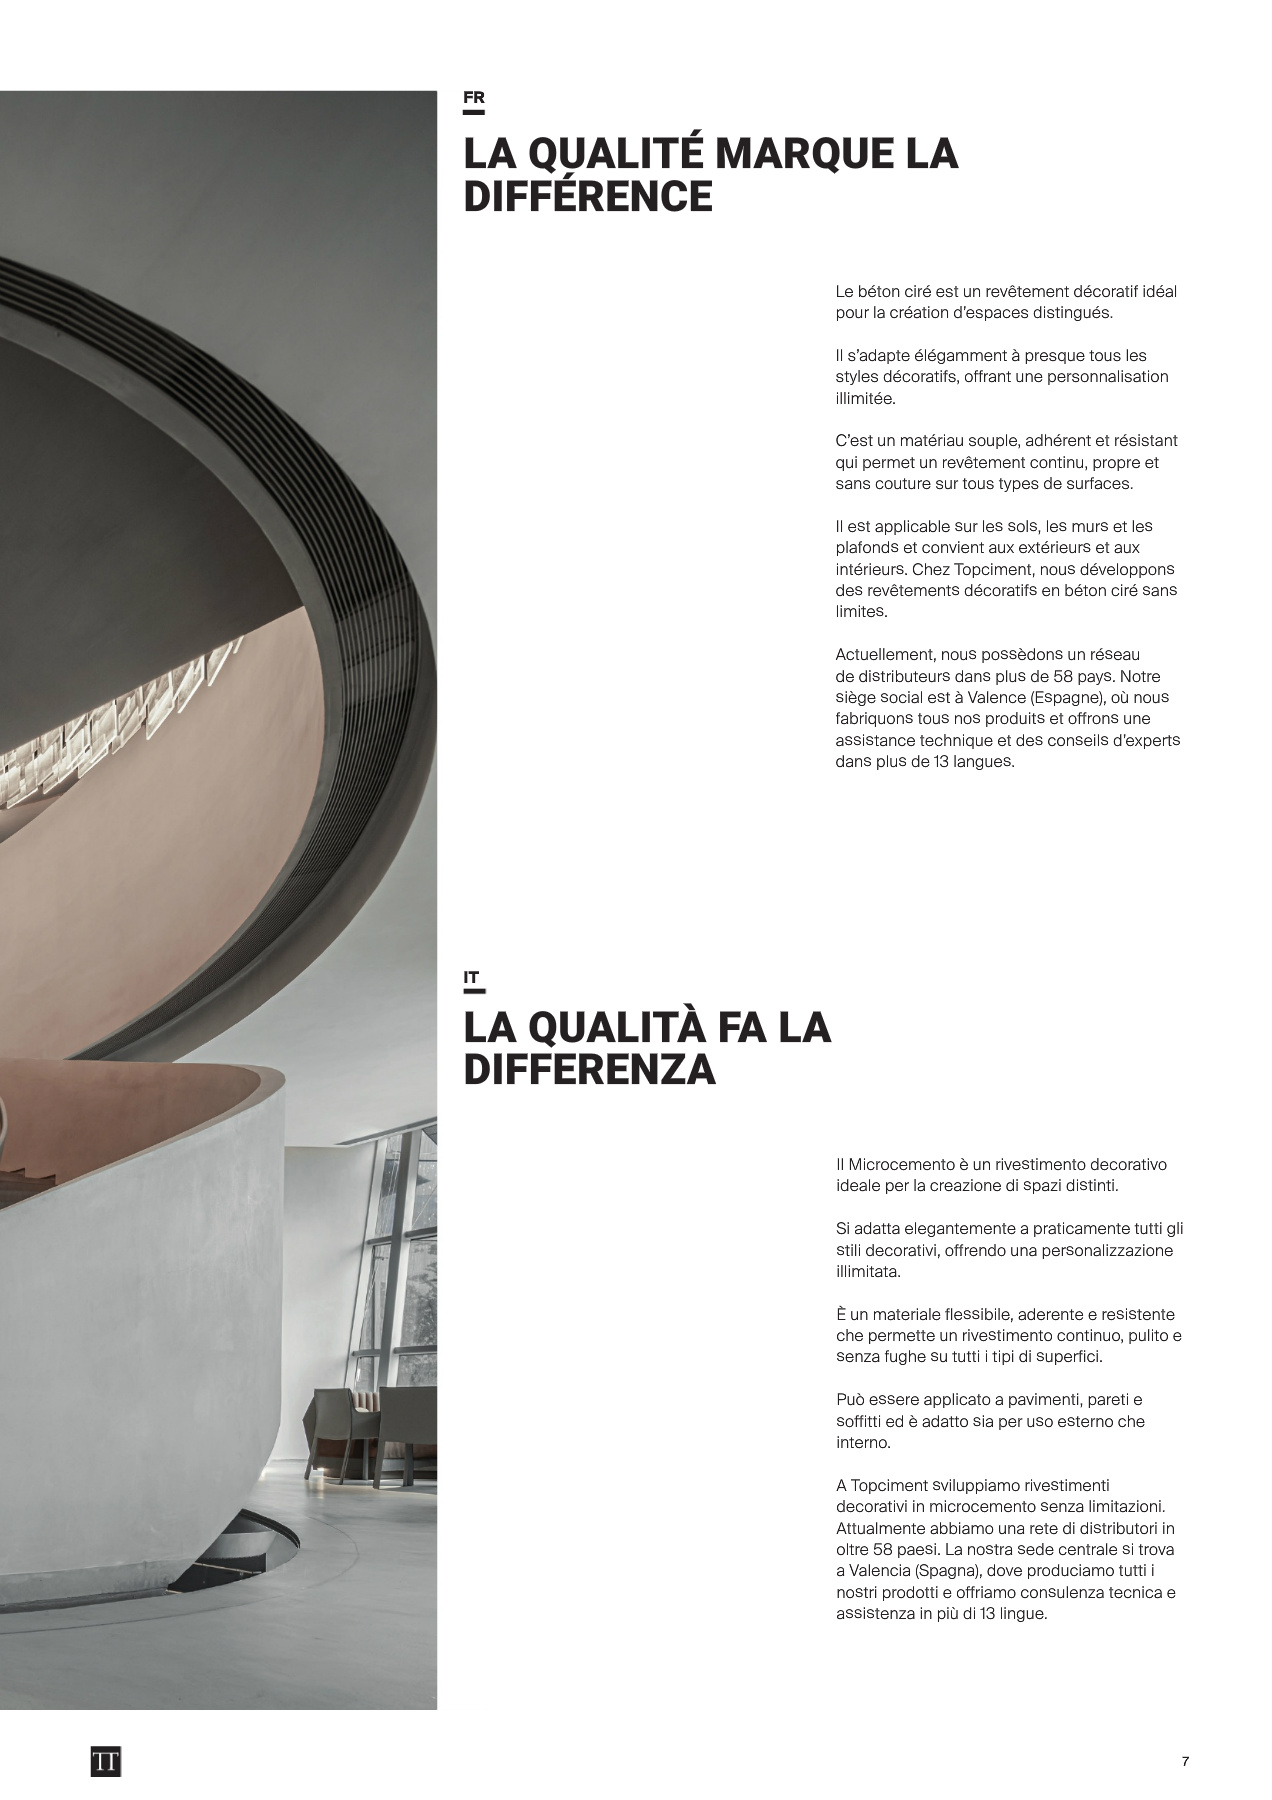 FR
LA QUALITÉ MARQUE LA
DIFFÉRENCE
Le béton ciré est un revêtement décoratif idéal
pour la création d’espaces distingués.
Il s’adapte élégamment à presque tous les
styles décoratifs, offrant une personnalisation
illimitée.
C’est un matériau souple, adhérent et résistant
qui permet un revêtement continu, propre et
sans couture sur tous types de surfaces.
Il est applicable sur les sols, les murs et les
plafonds et convient aux extérieurs et aux
intérieurs. Chez Topciment, nous développons
des revêtements décoratifs en béton ciré sans
limites.
Actuellement, nous possèdons un réseau
de distributeurs dans plus de 58 pays. Notre
siège social est à Valence (Espagne), où nous
fabriquons tous nos produits et offrons une
assistance technique et des conseils d’experts
dans plus de 13 langues.
IT
LA QUALITÀ FA LA
DIFFERENZA
Il Microcemento è un rivestimento decorativo
ideale per la creazione di spazi distinti.
Si adatta elegantemente a praticamente tutti gli
stili decorativi, offrendo una personalizzazione
illimitata.
È un materiale flessibile, aderente e resistente
che permette un rivestimento continuo, pulito e
senza fughe su tutti i tipi di superfici.
Può essere applicato a pavimenti, pareti e
soffitti ed è adatto sia per uso esterno che
interno.
A Topciment sviluppiamo rivestimenti
decorativi in microcemento senza limitazioni.
Attualmente abbiamo una rete di distributori in
oltre 58 paesi. La nostra sede centrale si trova
a Valencia (Spagna), dove produciamo tutti i
nostri prodotti e offriamo consulenza tecnica e
assistenza in più di 13 lingue.
TT
7